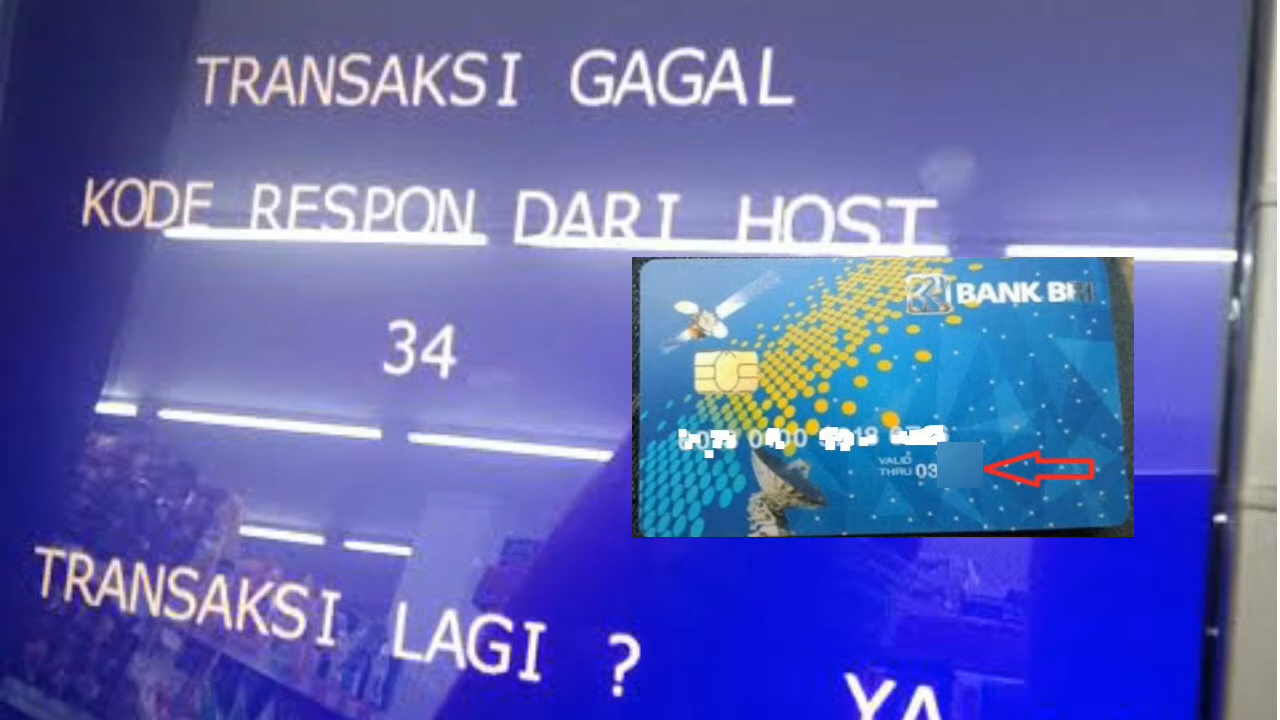 TRANSAKSI GAGAL
KODE RESPON DARI HOST
34
BANK BRI
VALID
THRU 03
TRANSAKSI LAGI ?
YA